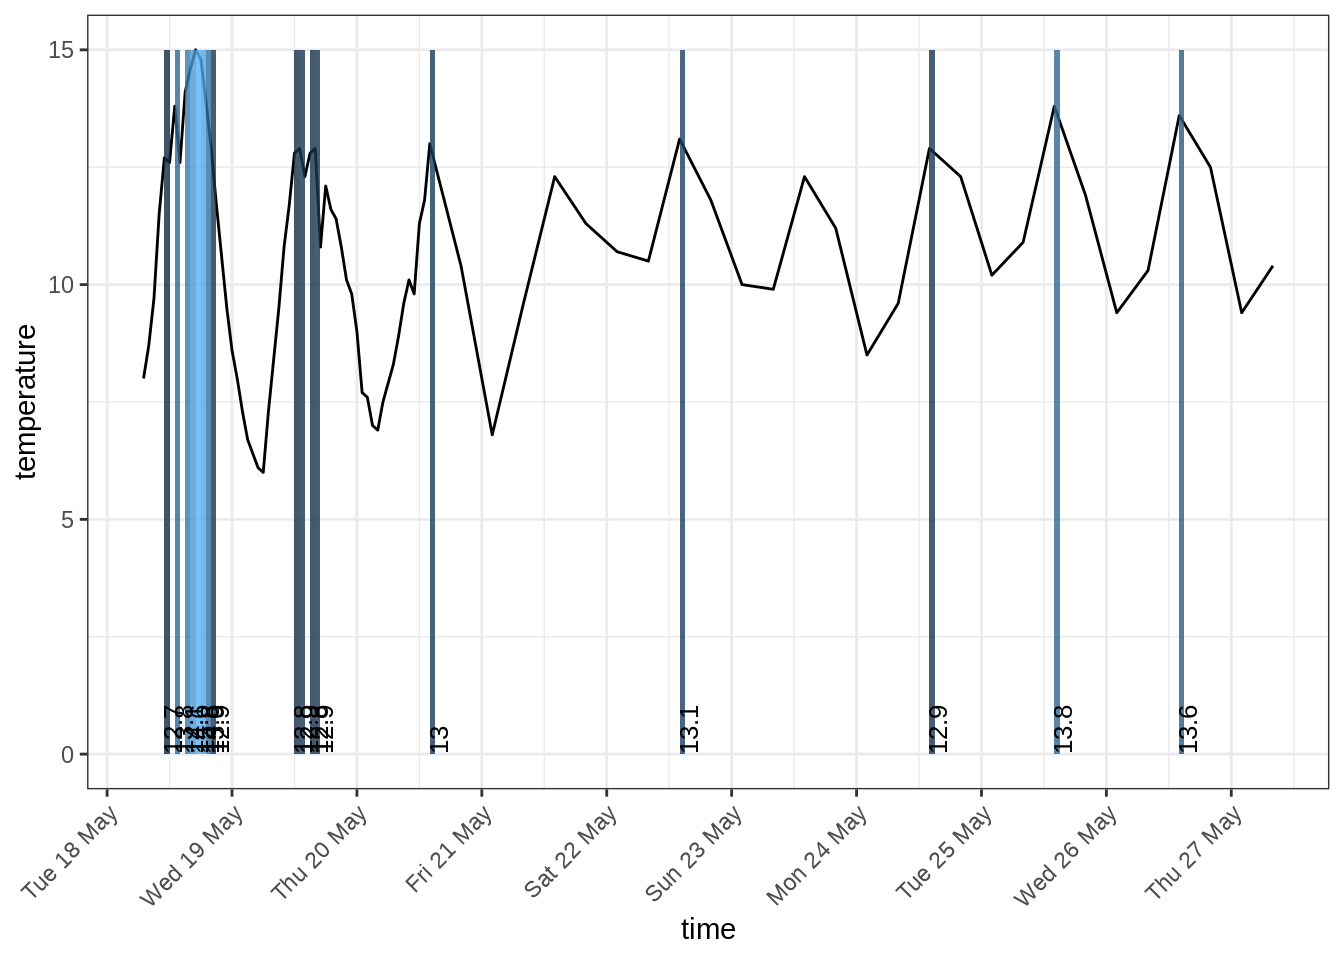 15
10
5
0
temperature
12.7
13
13.1
12.9
13.8
13.6
Tue 18 May
Wed 19 May
Thu 20 May
Fri 21 May
Sat 22 May
Sun 23 May
Mon 24 May
Tue 25 May
Wed 26 May
Thu 27 May
time